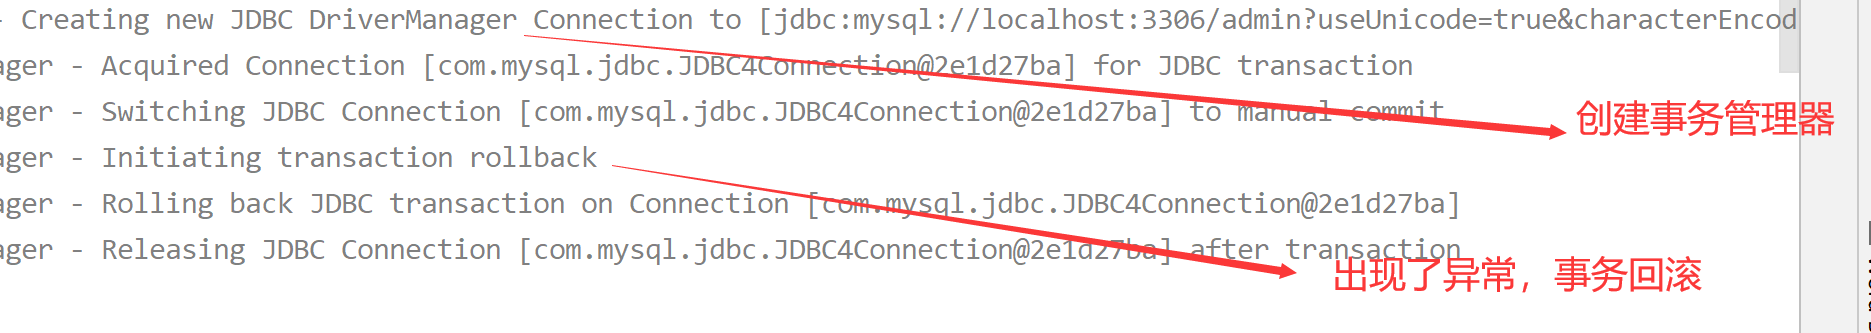 - Creating new JDBC DriverManager Connection to [jdbc:mysql://localhost:3306/admin?useUnicode=true&characterEncod
ager - Acquired Connection [com.mysql.jdbc.JDBC4Connection@2e1d27ba] for JDBC transaction
ager - Switching JDBC Connection [com.mysql.jdbc.JDBC4Connection@2e1d27ba] to manual commit
创建事务管理器
ager - Initiating transaction rollback
ager - Rolling back JDBC transaction on Connection [com.mysql.jdbc.JDBC4Connection@2e1d27ba]
ager - Releasing JDBC Connection [com.mysql.jdbc.JDBC4Connection@2e1d27ba] after transaction
出现了异常，事务回滚